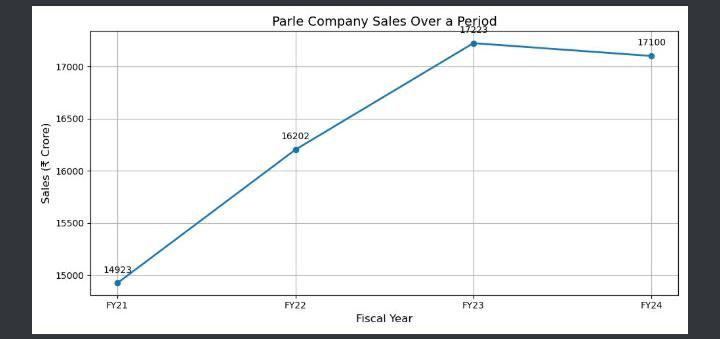 Parle Company Sales Over a Period
17223
17100
17000
16500
16202
16000
15500
14923
15000
Sales (₹ Crore)
FY21 FY22 FY23 FY24
Fiscal Year